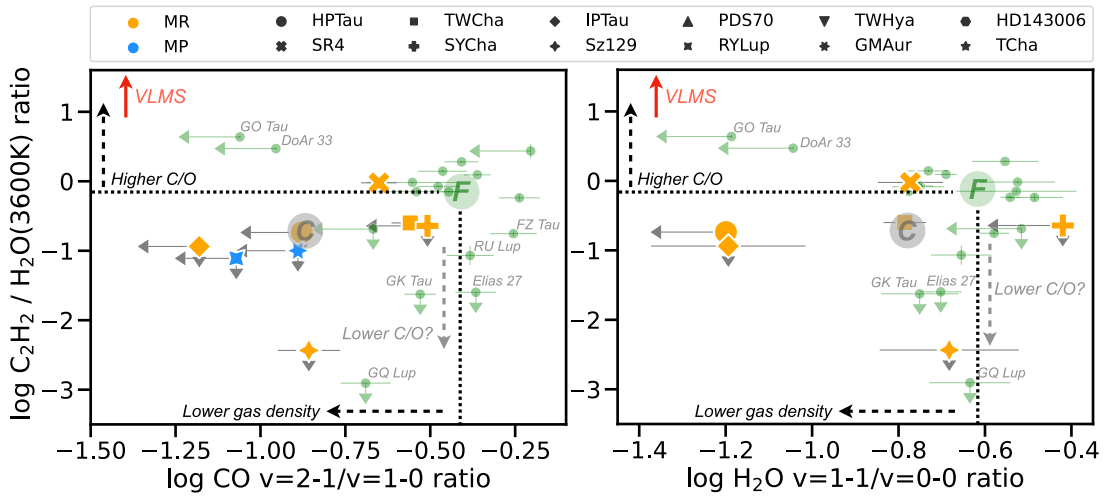 MR HPTau TWCha IPTau PDS70 TWHya HD143006
MP SR4 SYCha Sz129 RYLup GMAur TCha
log C₂H₂ / H₂O(3600K) ratio
1
0
−1
−2
−3
VLMS
GO Tau
DoAr 33
Higher C/O
F
C
FZ Tau
RU Lup
GK Tau
Elias 27
Lower C/O?
GQ Lup
Lower gas density
−1.50 −1.25 −1.00 −0.75 −0.50 −0.25
log CO v=2-1/v=1-0 ratio
1
0
−1
−2
−3
VLMS
GO Tau
DoAr 33
Higher C/O
F
C
GK Tau
Elias 27
Lower C/O?
GQ Lup
Lower gas density
−1.4 −1.2 −1.0 −0.8 −0.6 −0.4
log H₂O v=1-1/v=0-0 ratio